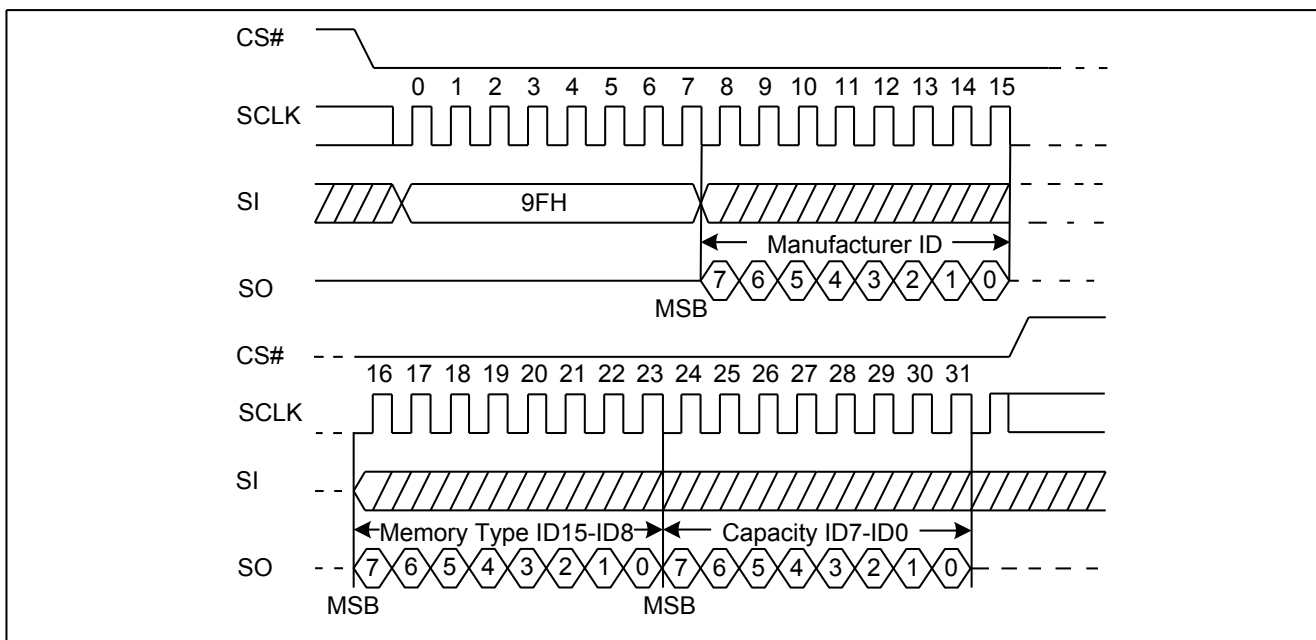 CS#
0 1 2 3 4 5 6 7 8 9 10 11 12 13 14 15
SCLK
SI 9FH
Manufacturer ID
SO 7 6 5 4 3 2 1 0
MSB
CS#
16 17 18 19 20 21 22 23 24 25 26 27 28 29 30 31
SCLK
SI
Memory Type ID15-ID8 Capacity ID7-ID0
SO 7 6 5 4 3 2 1 0 7 6 5 4 3 2 1 0
MSB MSB